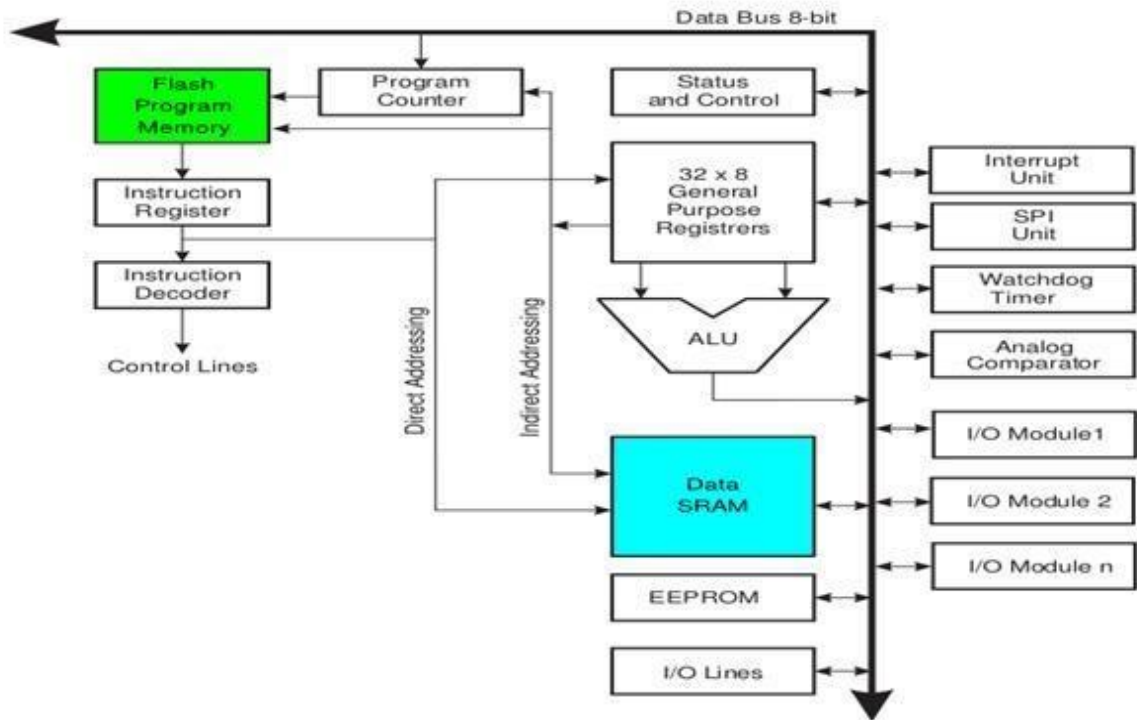 Data Bus 8-bit
Flash
Program
Memory
Program
Counter
Status
and Control
32 x 8
General
Purpose
Registrers
Interrupt
Unit
Instruction
Register
SPI
Unit
Instruction
Decoder
Watchdog
Timer
Control Lines
Direct Addressing
Indirect Addressing
ALU
Analog
Comparator
I/O Module1
Data
SRAM
I/O Module 2
I/O Module n
EEPROM
I/O Lines